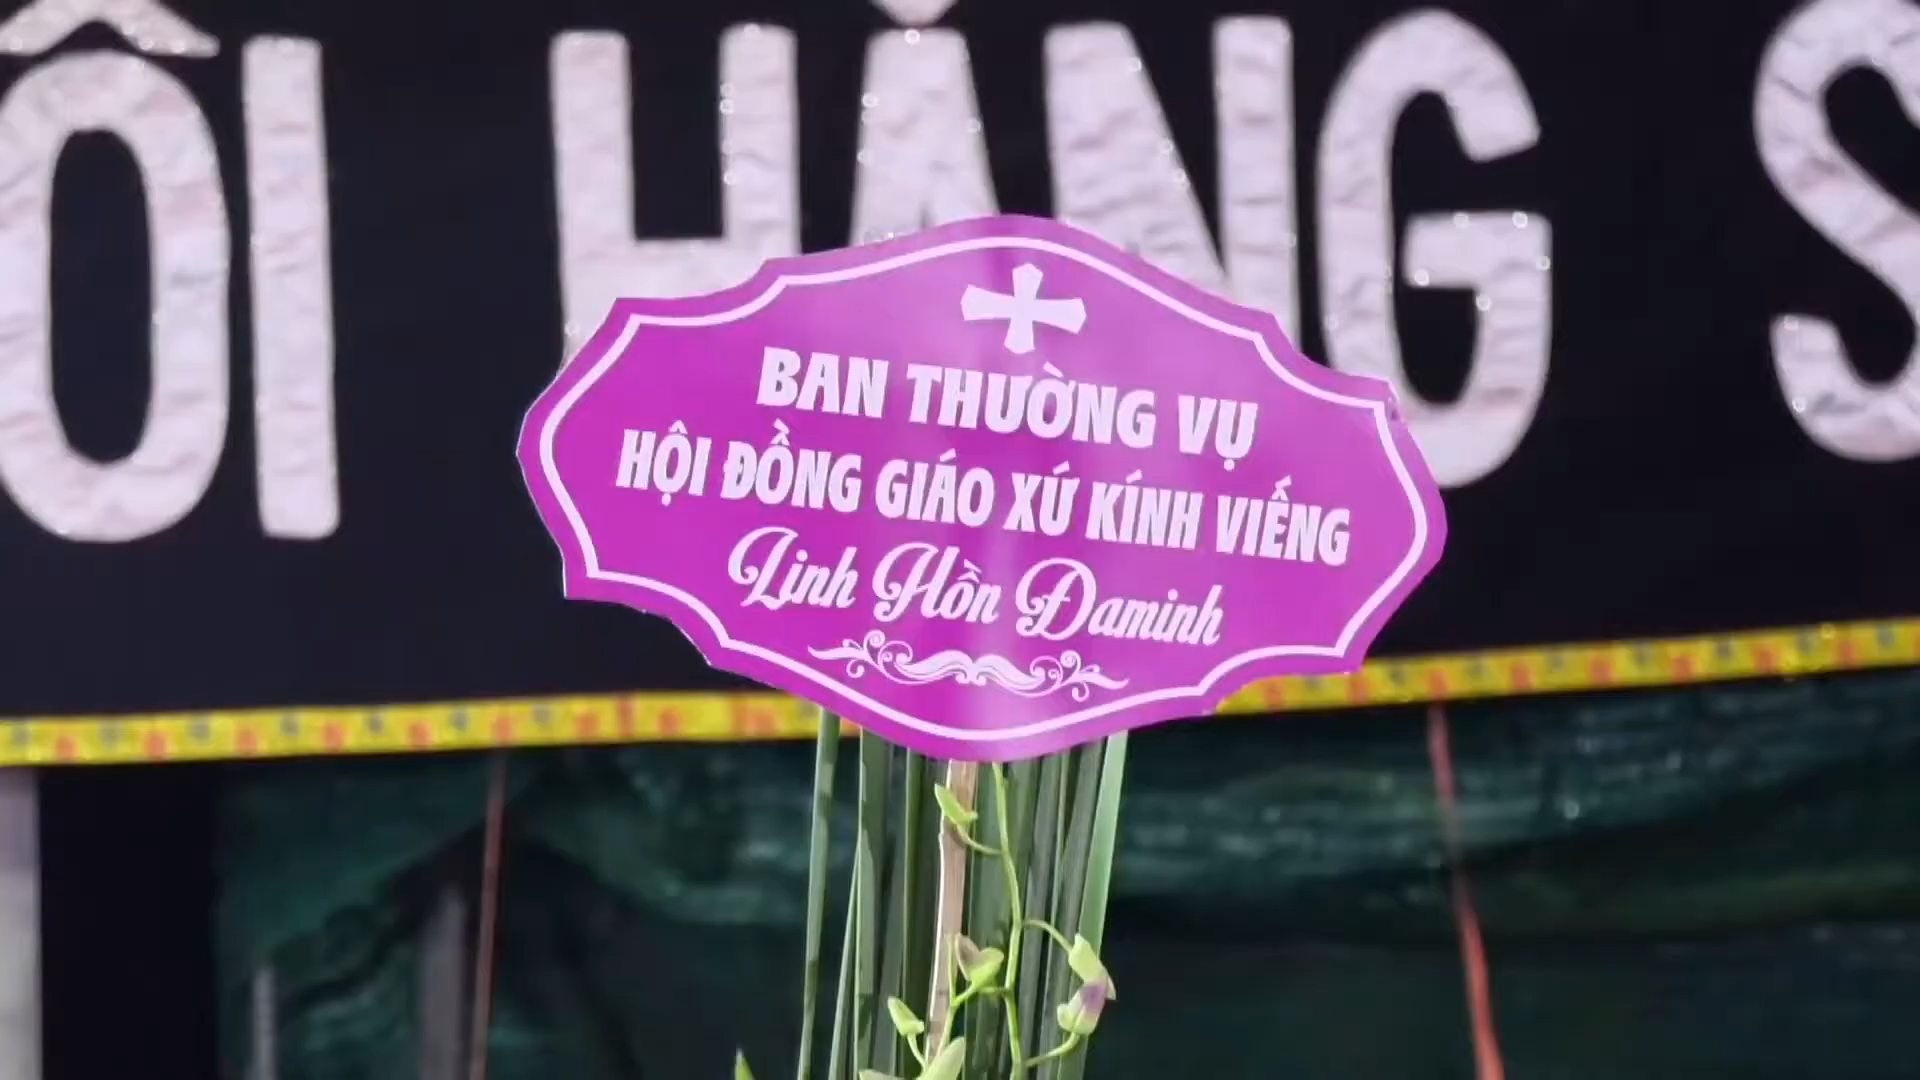 ÔI HẰNG S
BAN THƯỜNG VỤ
HỘI ĐỒNG GIÁO XỨ KÍNH VIẾNG
Linh Hồn Đaminh